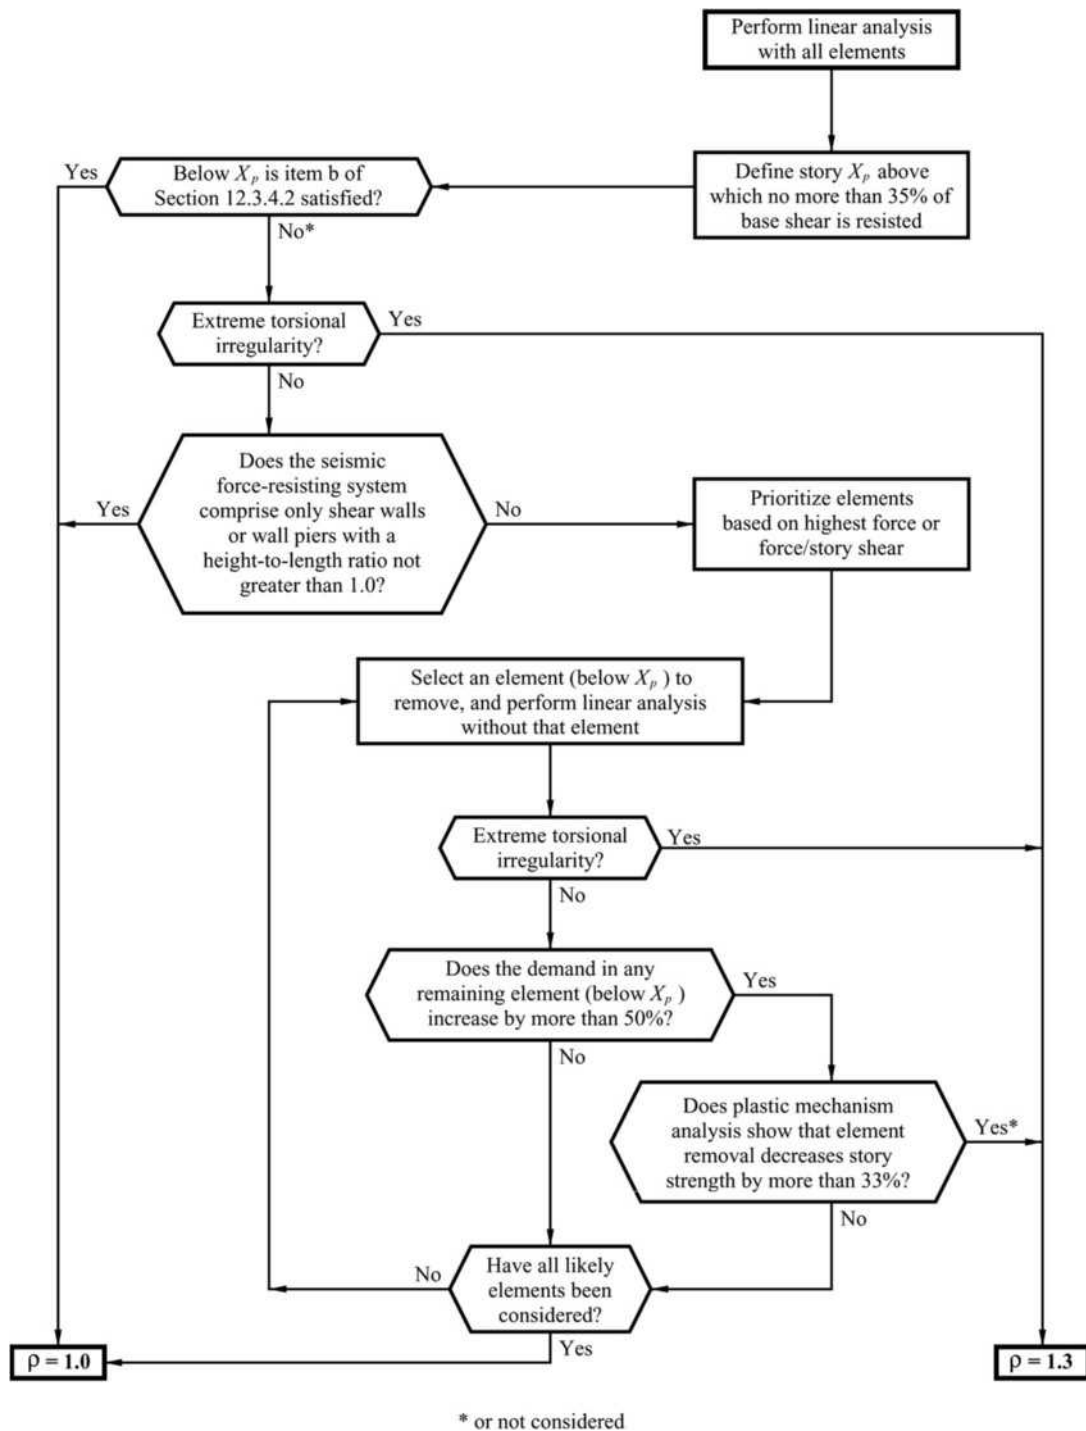 Perform linear analysis
with all elements
Yes
Below Xp is item b of
Section 12.3.4.2 satisfied?
Define story Xp above
which no more than 35% of
base shear is resisted
No*
Extreme torsional
irregularity?
Yes
No
Does the seismic
force-resisting system
comprise only shear walls
or wall piers with a
height-to-length ratio not
greater than 1.0?
Yes
No
Prioritize elements
based on highest force or
force/story shear
Select an element (below Xp ) to
remove, and perform linear analysis
without that element
Extreme torsional
irregularity?
Yes
No
Does the demand in any
remaining element (below Xp )
increase by more than 50%?
Yes
No
Does plastic mechanism
analysis show that element
removal decreases story
strength by more than 33%?
Yes*
No
Have all likely
elements been
considered?
No
Yes
ρ = 1.0
ρ = 1.3
* or not considered